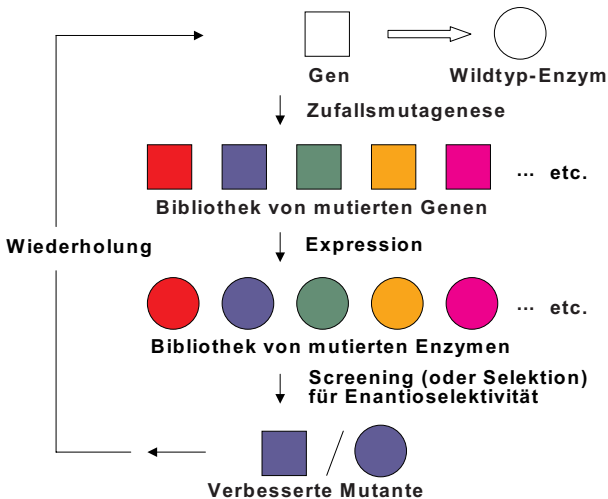 Gen
Wildtyp-Enzym
Zufallsmutagenese
... etc.
Bibliothek von mutierten Genen
Wiederholung
Expression
... etc.
Bibliothek von mutierten Enzymen
Screening (oder Selektion)
für Enantioselektivität
/
Verbesserte Mutante